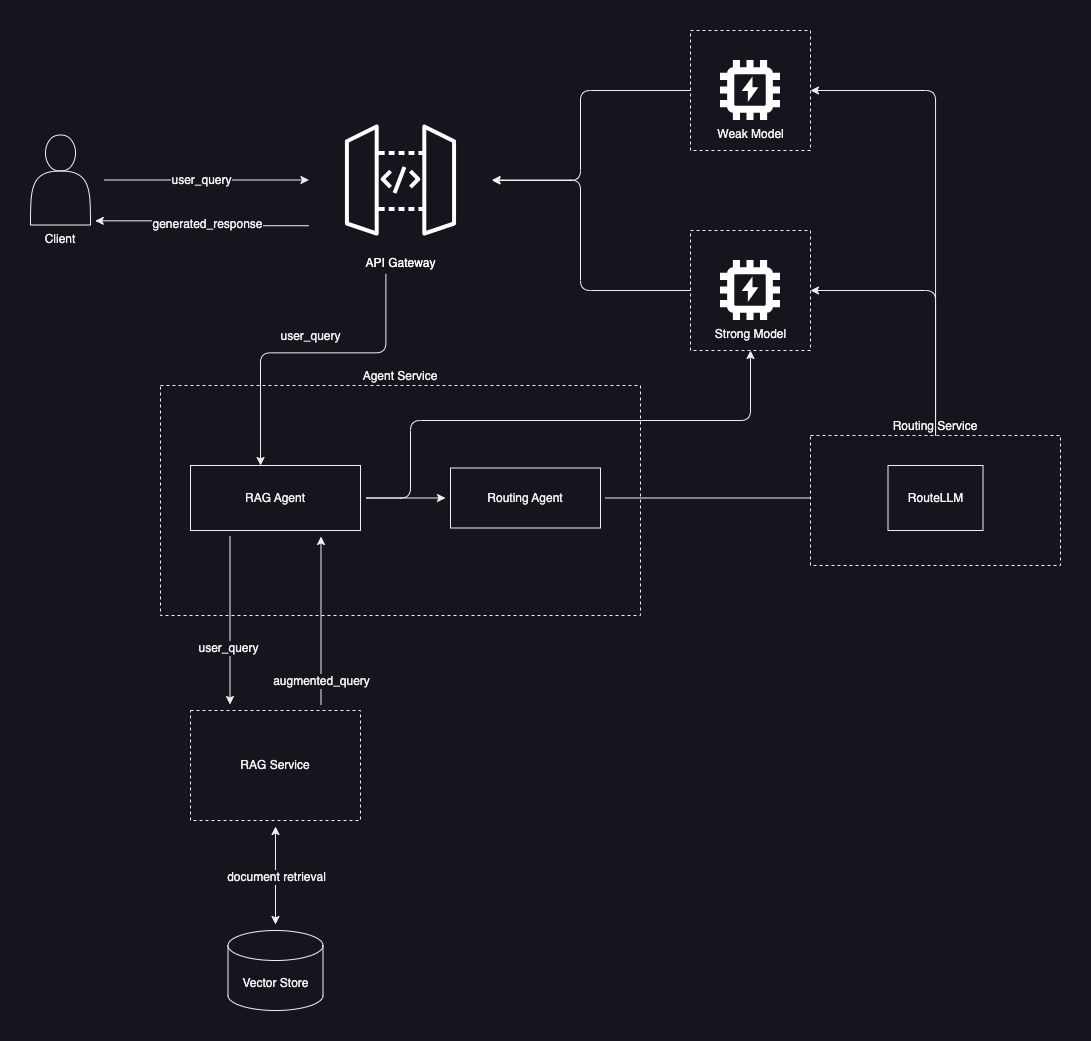 Weak Model
user_query
</>
generated_response
Client
API Gateway
Strong Model
user_query
Agent Service
Routing Service
RAG Agent
Routing Agent
RouteLLM
user_query
augmented_query
RAG Service
document retrieval
Vector Store